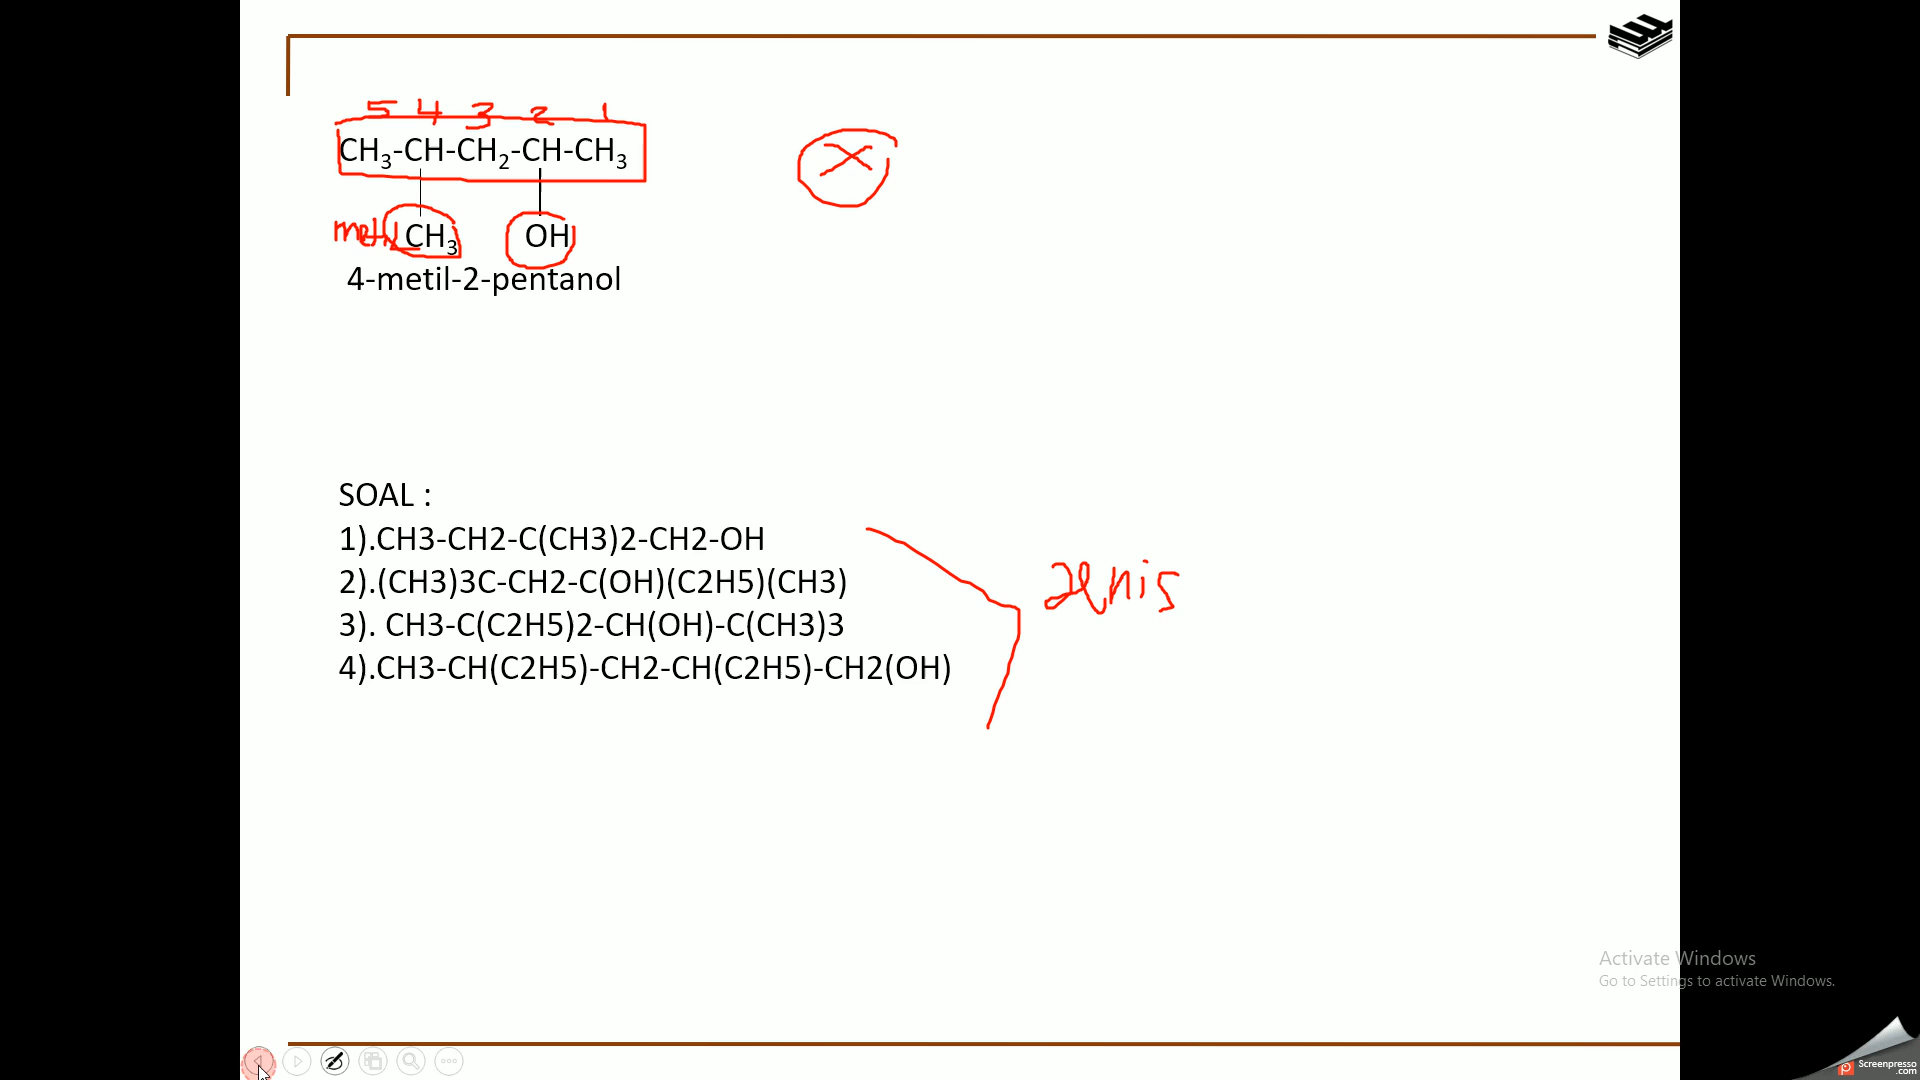 5 4 3 2 1
CH3-CH-CH2-CH-CH3
metil CH3 OH
4-metil-2-pentanol
SOAL :
1).CH3-CH2-C(CH3)2-CH2-OH
2).(CH3)3C-CH2-C(OH)(C2H5)(CH3)
3). CH3-C(C2H5)2-CH(OH)-C(CH3)3
4).CH3-CH(C2H5)-CH2-CH(C2H5)-CH2(OH)
Activate Windows
Go to Settings to activate Windows.
Screenpresso
.com